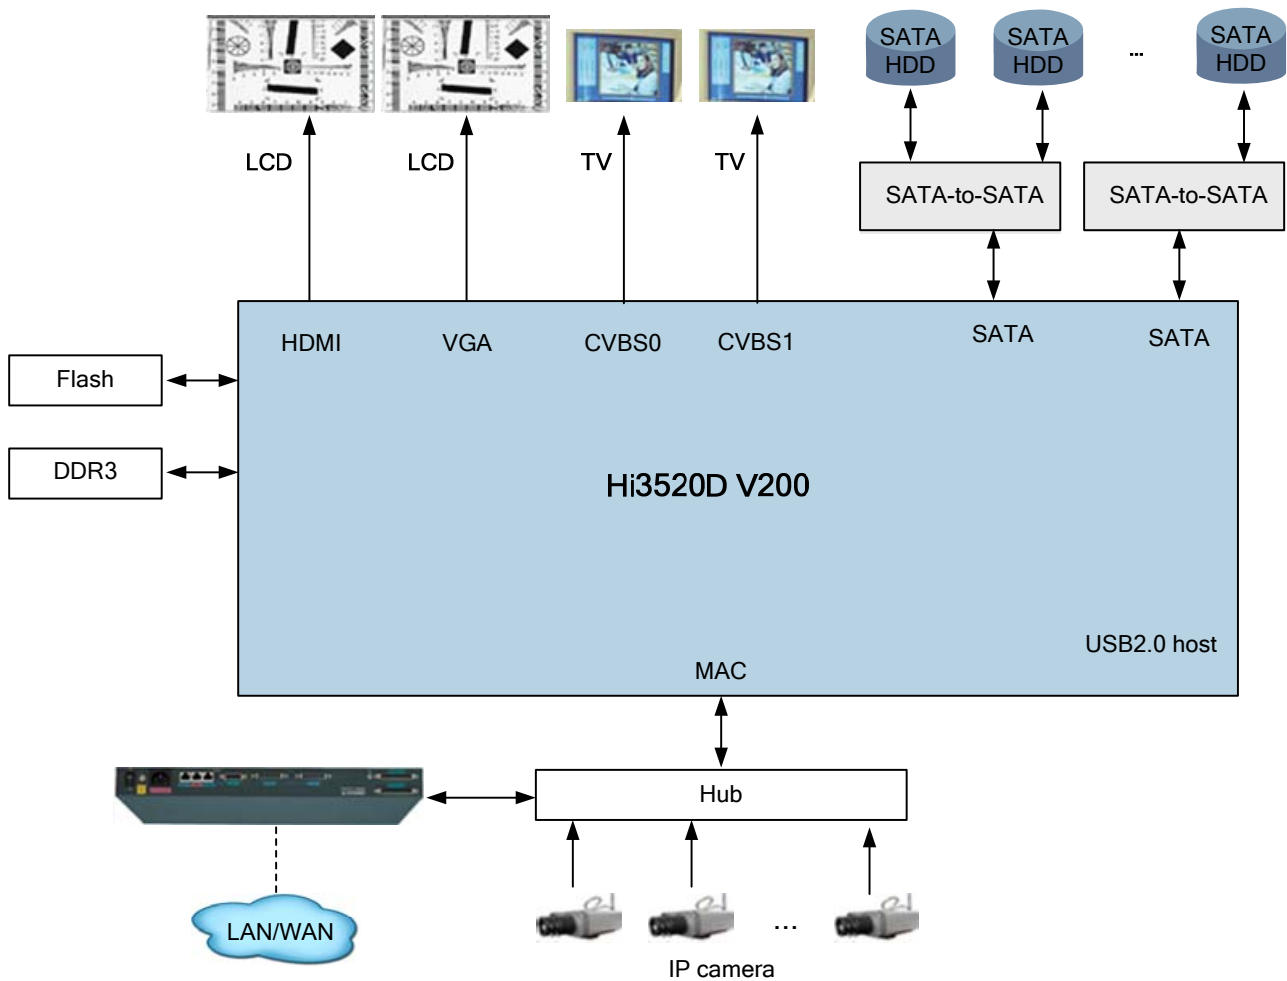 SATA
HDD
SATA
HDD
...
SATA
HDD
LCD
LCD
TV
TV
SATA-to-SATA
SATA-to-SATA
HDMI
VGA
CVBS0
CVBS1
SATA
SATA
Flash
DDR3
Hi3520D V200
USB2.0 host
MAC
Hub
LAN/WAN
...
IP camera